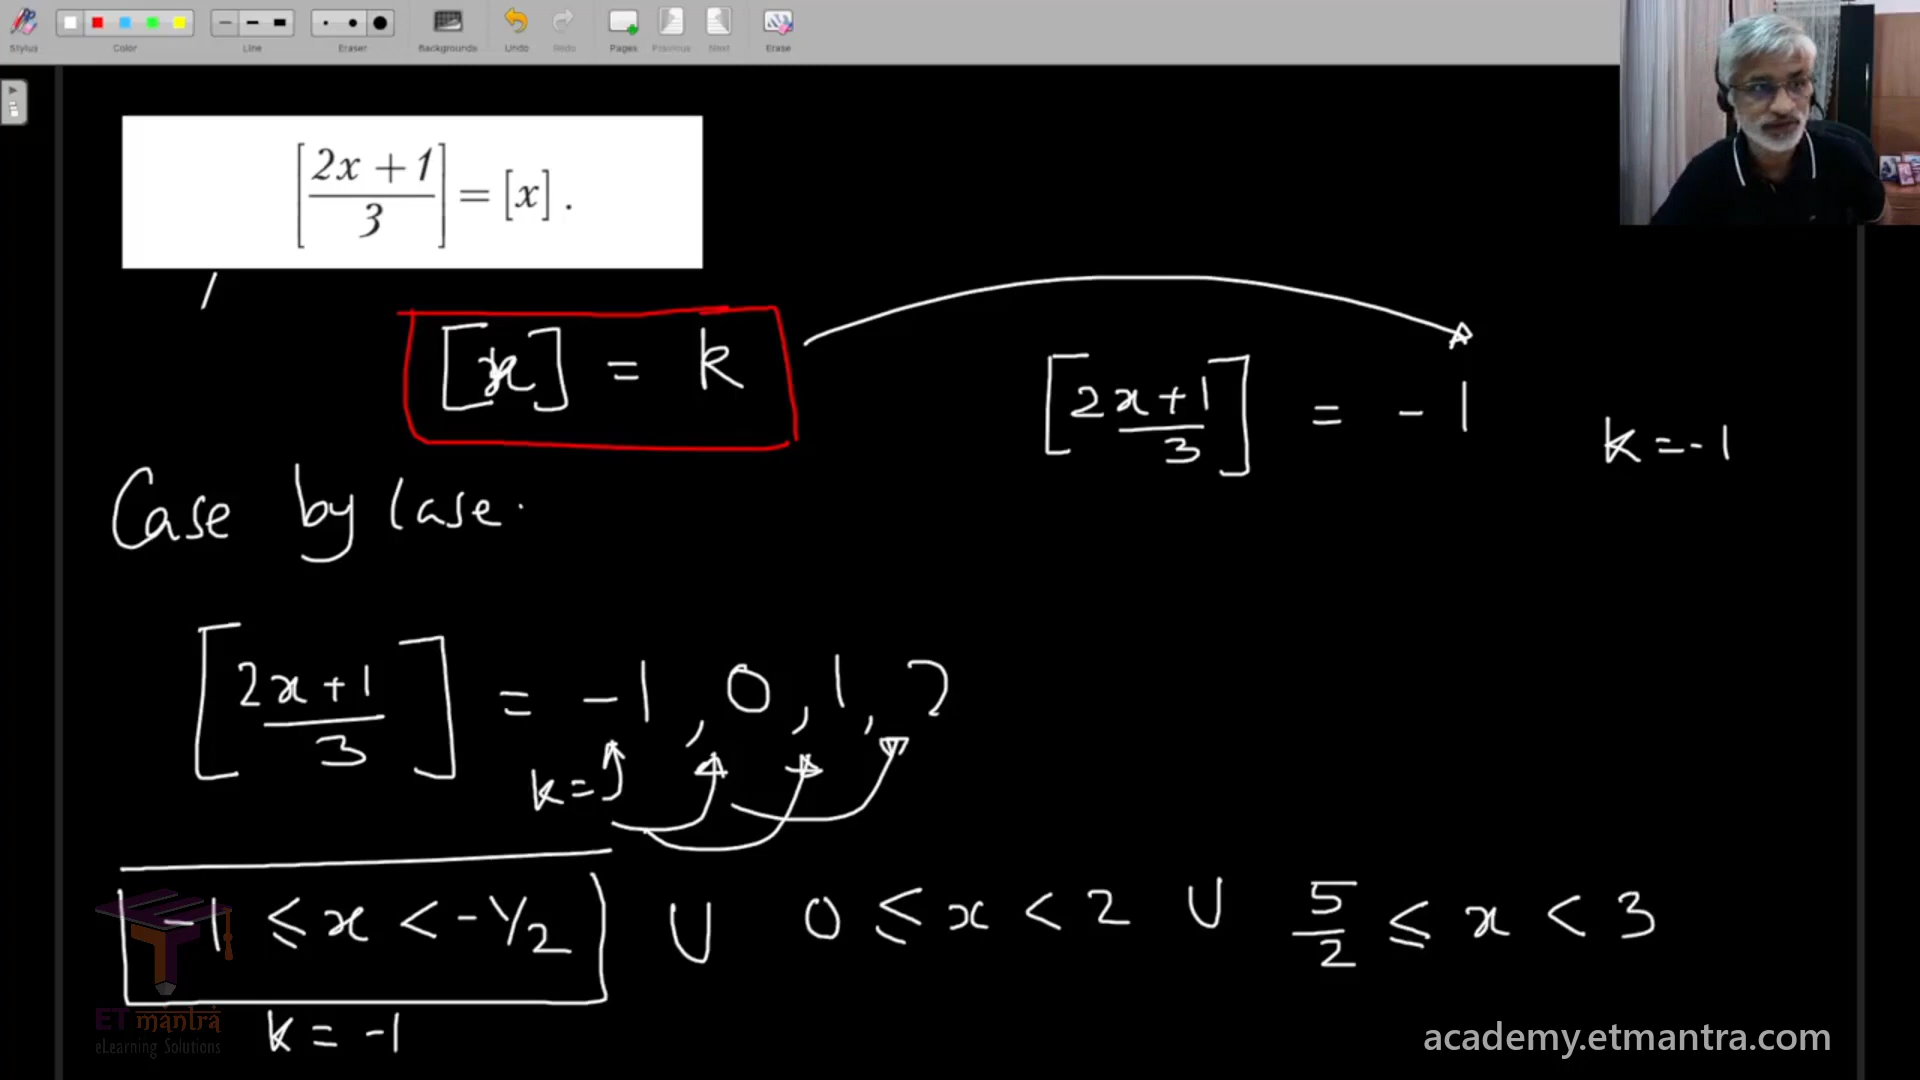 Stylus Color Line Eraser Backgrounds Undo Redo Pages Previous Next Erase
[(2x + 1)/3] = [x] .
[x] = k
[(2x+1)/3] = -1
k = -1
Case by case.
[(2x+1)/3] = -1, 0, 1, 2
k =
-1 ≤ x < -1/2 ∪ 0 ≤ x < 2 ∪ 5/2 ≤ x < 3
k = -1
ET mantra
eLearning Solutions
academy.etmantra.com